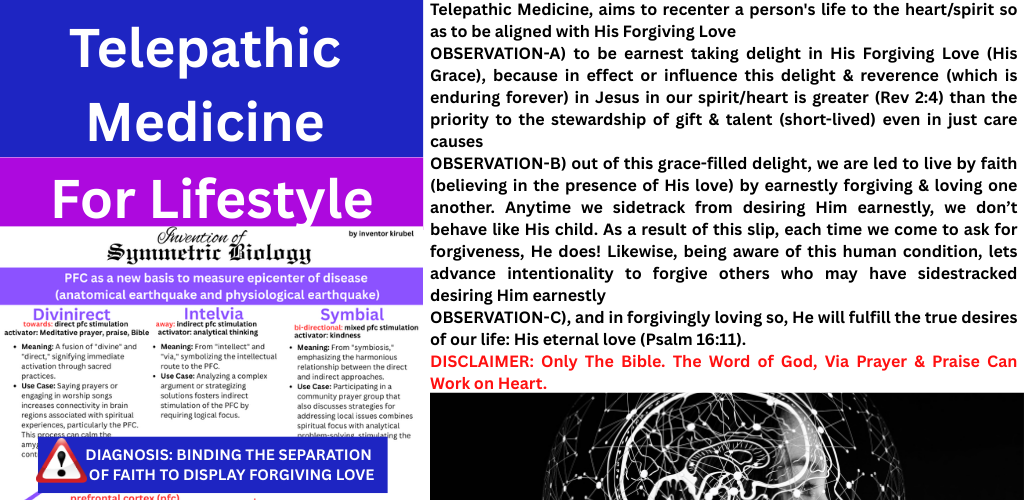 Telepathic
Medicine
For Lifestyle
Invention of
Symmetric Biology
by inventor kirubel
PFC as a new basis to measure epicenter of disease
(anatomical earthquake and physiological earthquake)
Divinirect
towards: direct pfc stimulation
activator: Meditative prayer, praise, Bible
• Meaning: A fusion of "divine" and
"direct," signifying immediate
activation through sacred
practices.
• Use Case: Saying prayers or
engaging in worship songs
increases connectivity in brain
regions associated with spiritual
experiences, particularly the PFC.
This process can calm the
amyg
cont
Intelvia
away: indirect pfc stimulation
activator: analytical thinking
• Meaning: From "intellect" and
"via," symbolizing the intellectual
route to the PFC.
• Use Case: Analyzing a complex
argument or strategizing
solutions fosters indirect
stimulation of the PFC by
requiring logical focus.
Symbial
bi-directional: mixed pfc stimulation
activator: kindness
• Meaning: From "symbiosis,"
emphasizing the harmonious
relationship between the direct
and indirect approaches.
• Use Case: Participating in a
community prayer group that
also discusses strategies for
addressing local issues combines
spiritual focus with analytical
problem-solving, stimulating the
DIAGNOSIS: BINDING THE SEPARATION
OF FAITH TO DISPLAY FORGIVING LOVE
prefrontal cortex (pfc)
Telepathic Medicine, aims to recenter a person's life to the heart/spirit so
as to be aligned with His Forgiving Love
OBSERVATION-A) to be earnest taking delight in His Forgiving Love (His
Grace), because in effect or influence this delight & reverence (which is
enduring forever) in Jesus in our spirit/heart is greater (Rev 2:4) than the
priority to the stewardship of gift & talent (short-lived) even in just care
causes
OBSERVATION-B) out of this grace-filled delight, we are led to live by faith
(believing in the presence of His love) by earnestly forgiving & loving one
another. Anytime we sidetrack from desiring Him earnestly, we don't
behave like His child. As a result of this slip, each time we come to ask for
forgiveness, He does! Likewise, being aware of this human condition, lets
advance intentionality to forgive others who may have sidestracked
desiring Him earnestly
OBSERVATION-C), and in forgivingly loving so, He will fulfill the true desires
of our life: His eternal love (Psalm 16:11).
DISCLAIMER: Only The Bible. The Word of God, Via Prayer & Praise Can
Work on Heart.